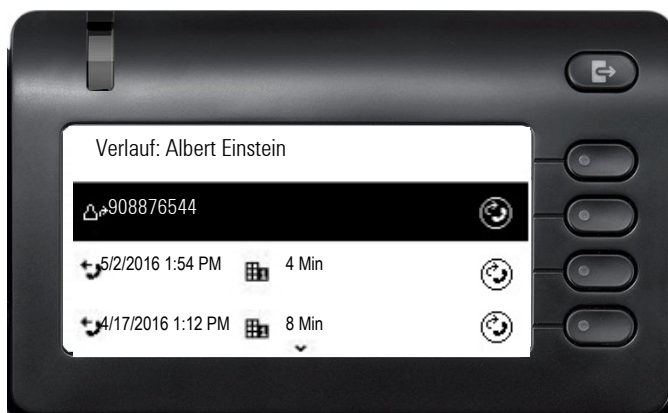 Verlauf: Albert Einstein
908876544
5/2/2016 1:54 PM 4 Min
4/17/2016 1:12 PM 8 Min